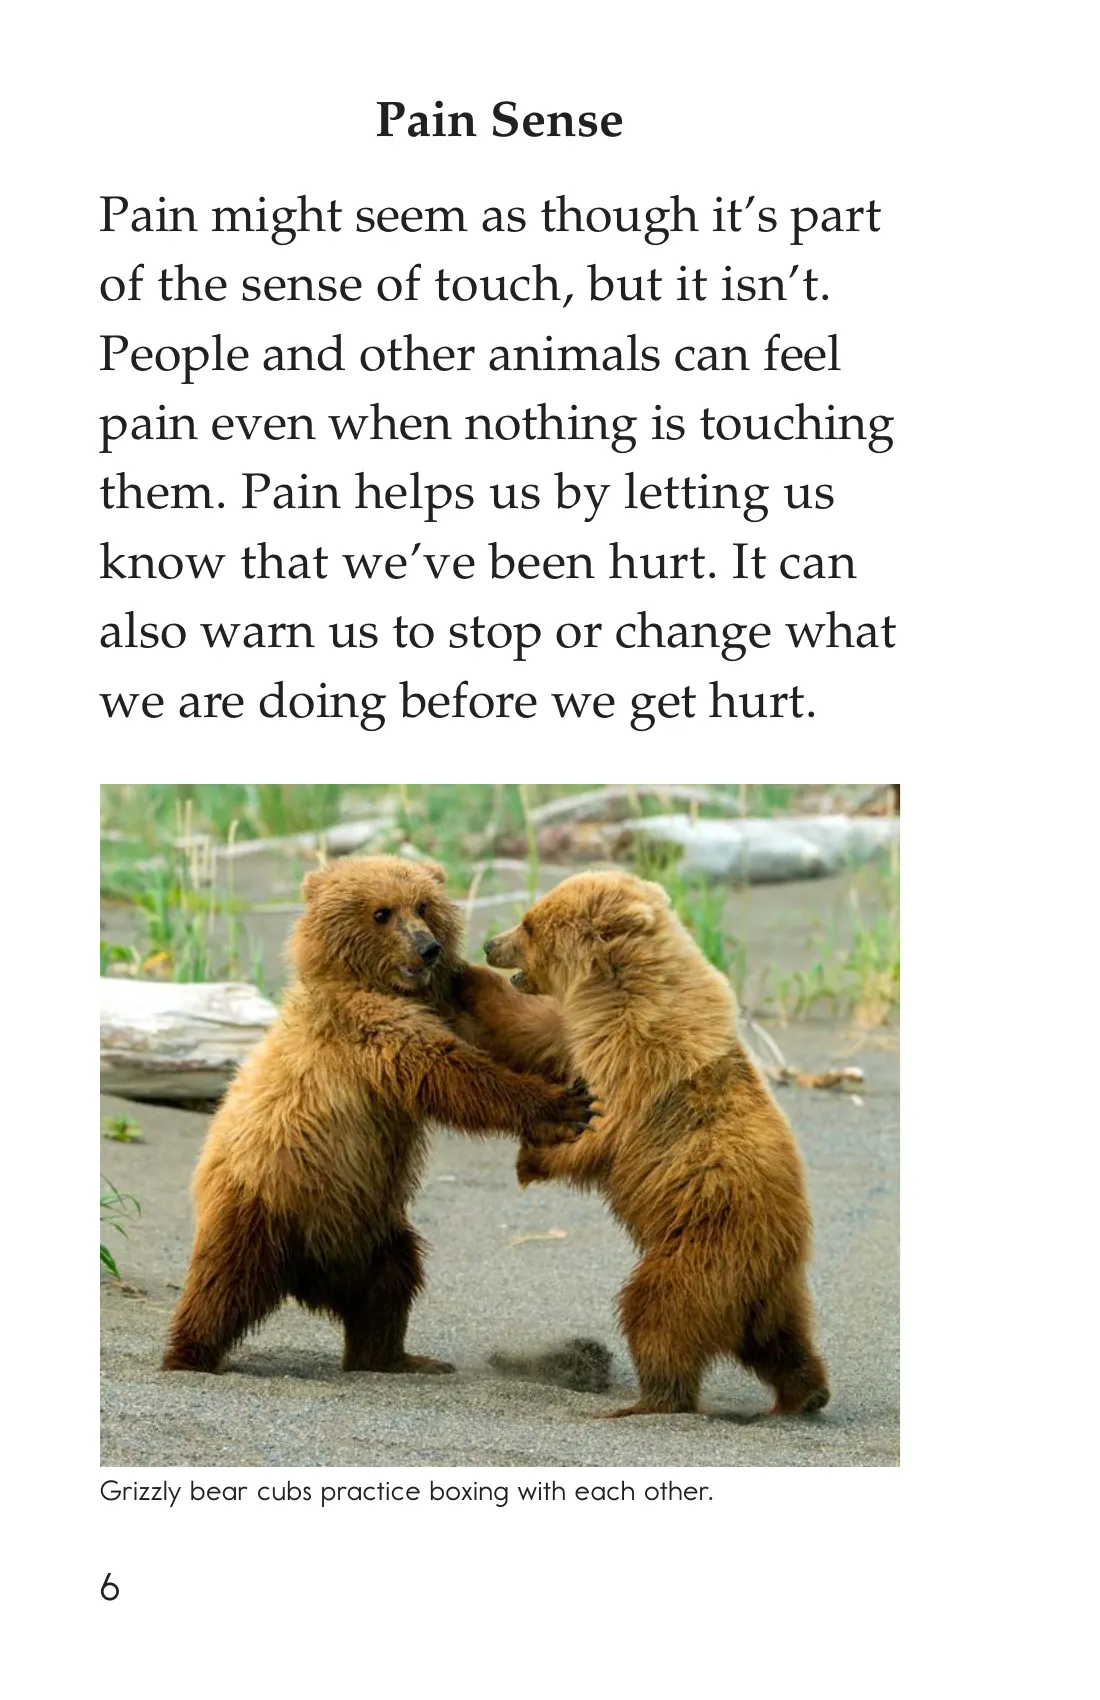 Pain Sense
Pain might seem as though it’s part
of the sense of touch, but it isn’t.
People and other animals can feel
pain even when nothing is touching
them. Pain helps us by letting us
know that we’ve been hurt. It can
also warn us to stop or change what
we are doing before we get hurt.
Grizzly bear cubs practice boxing with each other.
6